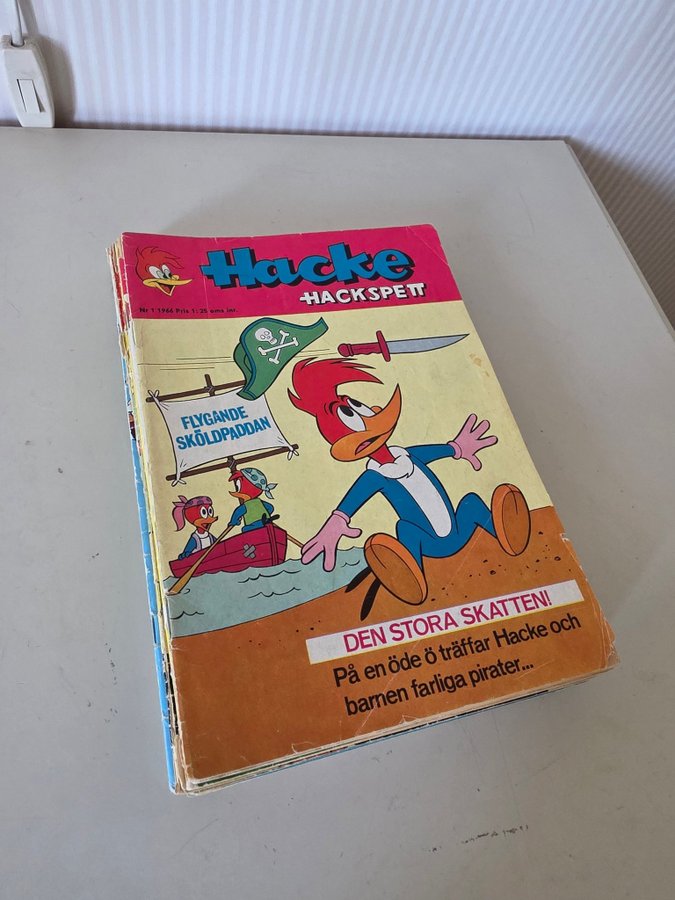 Hacke
HACKSPETT
Nr 1 1966 Pris 1:25 oms inr.
FLYGANDE
SKÖLDPADDAN
DEN STORA SKATTEN!
På en öde ö träffar Hacke och
barnen farliga pirater...